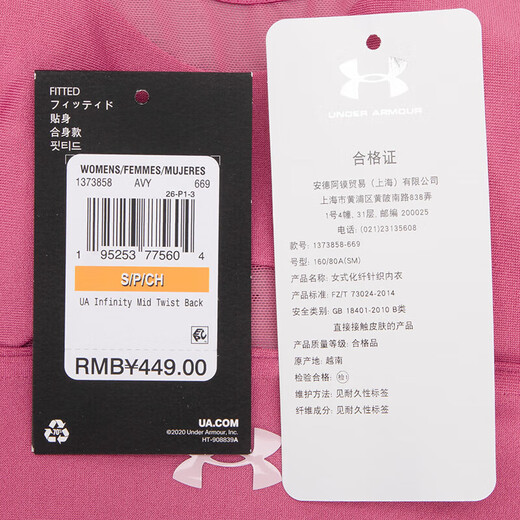 FITTED
フィッティド
貼身
合身款
핏티드
WOMENS/FEMMES/MUJERES
1373858 AVY 669
26-P1-3
1 95253 77560 4
S/P/CH
UA Infinity Mid Twist Back
RMB¥449.00
70%
UA.COM
©2020 Under Armour, Inc.
HT-908839A
UNDER ARMOUR
合格证
安德阿镆贸易（上海）有限公司
上海市黄浦区黄陂南路838弄
1号4幢, 31层, 邮编 200025
电话: (021)23135608
款号: 1373858-669
号型: 160/80A(SM)
产品名称: 女式化纤针织内衣
产品标准: FZ/T 73024-2014
安全类别: GB 18401-2010 B类
直接接触皮肤的产品
产品质量等级: 合格品
原产地: 越南
检验合格: 检1
维护方法: 见耐久性标签
纤维成分: 见耐久性标签